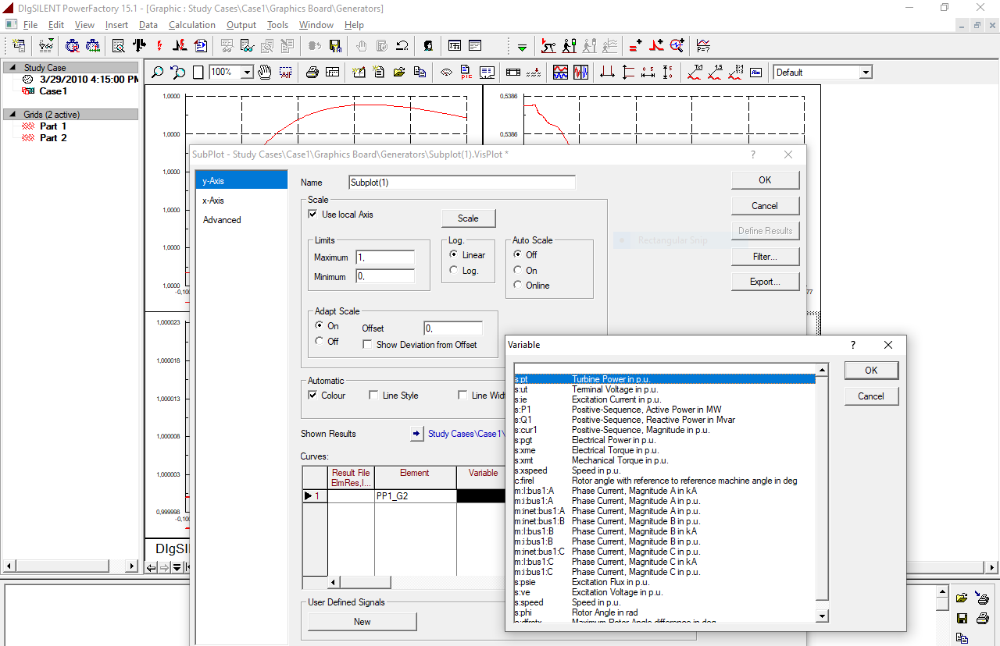 DIgSILENT PowerFactory 15.1 - [Graphic : Study Cases\Case1\Graphics Board\Generators]
File Edit View Insert Data Calculation Output Tools Window Help
100%
Default
Study Case
3/29/2010 4:15:00 PM
Case1
Grids (2 active)
Part 1
Part 2
1,0000
1,0000
1,0000
1,0000
1,0000
1,0000
-0,100
0,5386
0,5386
77
1,000023
1,000018
1,000013
1,000008
1,000003
0,999998
-0,100
DIgSIL
SubPlot - Study Cases\Case1\Graphics Board\Generators\Subplot(1).VisPlot *
y-Axis
x-Axis
Advanced
Name Subplot(1)
Scale
Use local Axis Scale
Limits
Maximum 1,
Minimum 0,
Log.
Linear
Log.
Auto Scale
Off
On
Online
Adapt Scale
On
Off
Offset 0,
Show Deviation from Offset
Automatic
Colour Line Style Line Wid
Shown Results Study Cases\Case1\
Curves:
Result File
ElmRes,I... Element Variable
1 PP1_G2
User Defined Signals
New
OK
Cancel
Define Results
Filter...
Export...
Rectangular Snip
Variable
OK
Cancel
s:pt Turbine Power in p.u.
s:ut Terminal Voltage in p.u.
s:ie Excitation Current in p.u.
s:P1 Positive-Sequence, Active Power in MW
s:Q1 Positive-Sequence, Reactive Power in Mvar
s:cur1 Positive-Sequence, Magnitude in p.u.
s:pgt Electrical Power in p.u.
s:xme Electrical Torque in p.u.
s:xmt Mechanical Torque in p.u.
s:xspeed Speed in p.u.
c:firel Rotor angle with reference to reference machine angle in deg
m:I:bus1:A Phase Current, Magnitude A in kA
m:i:bus1:A Phase Current, Magnitude A in p.u.
m:inet:bus1:A Phase Current, Magnitude A in p.u.
m:inet:bus1:B Phase Current, Magnitude B in p.u.
m:I:bus1:B Phase Current, Magnitude B in kA
m:i:bus1:B Phase Current, Magnitude B in p.u.
m:inet:bus1:C Phase Current, Magnitude C in p.u.
m:I:bus1:C Phase Current, Magnitude C in kA
m:i:bus1:C Phase Current, Magnitude C in p.u.
s:psie Excitation Flux in p.u.
s:ve Excitation Voltage in p.u.
s:speed Speed in p.u.
s:phi Rotor Angle in rad
c:dfrotx Maximum Rotor Angle difference in deg